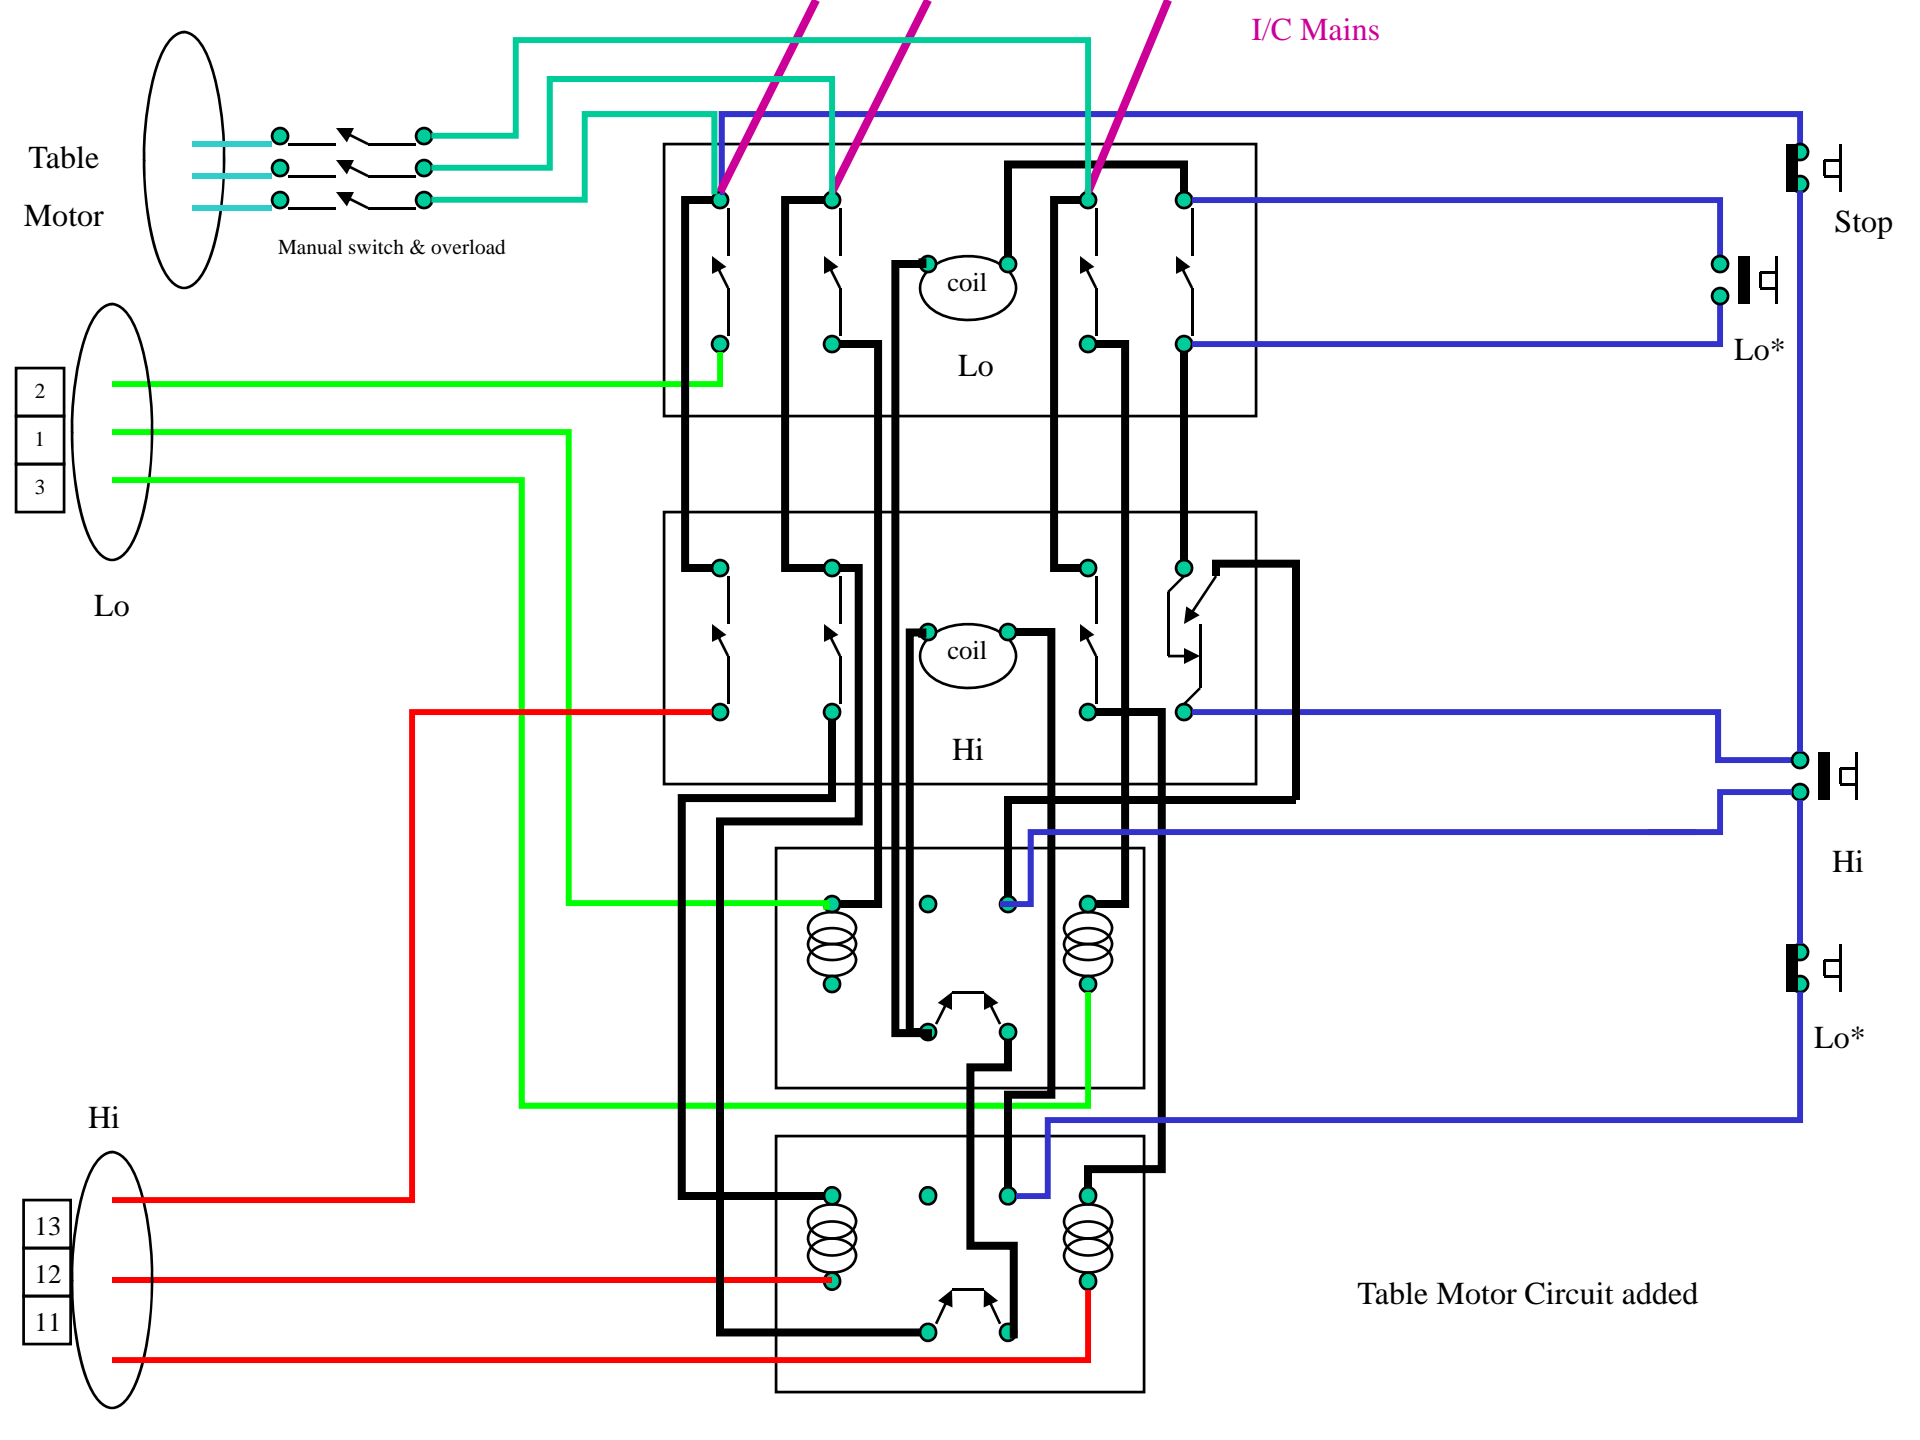 I/C Mains
Table
Motor
Manual switch & overload
Stop
coil
Lo
Lo*
2
1
3
Lo
coil
Hi
Hi
Lo*
Hi
13
12
11
Table Motor Circuit added